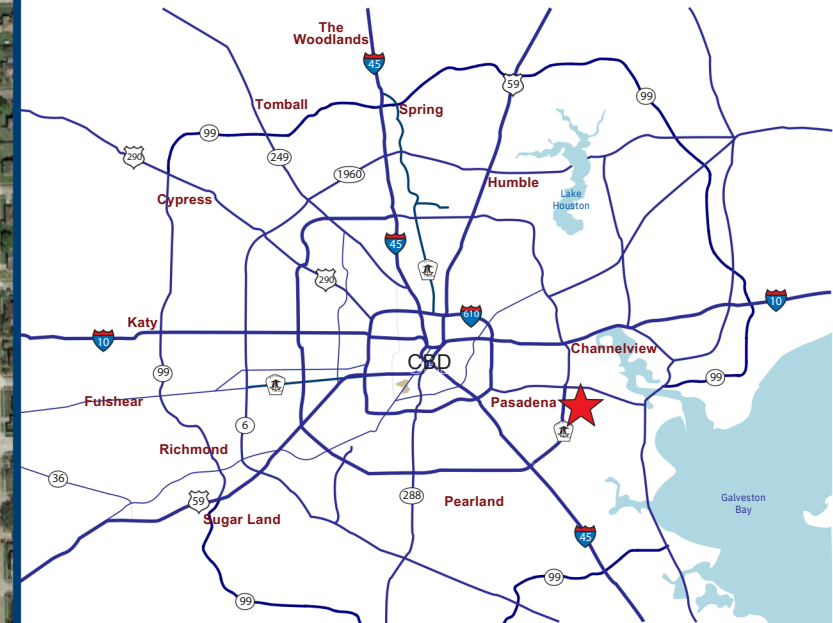 The
Woodlands
45
59
99
Tomball
Spring
99
290
249
1960
Humble
Cypress
Lake
Houston
45
290
610
10
Katy
10
Channelview
CBD
99
99
Fulshear
Pasadena
6
Richmond
36
59
288
Pearland
Sugar Land
Galveston
Bay
45
99
99